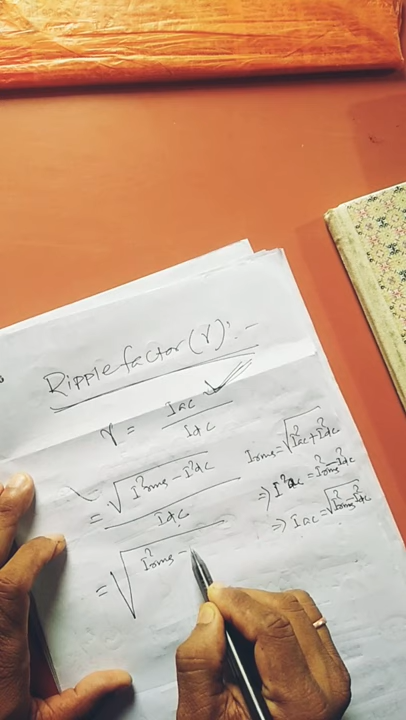 Ripple factor (γ):-
γ = Iac / Idc
= √(I²rms - I²dc) / Idc
= √(I²rms -
Irms = √(I²ac + I²dc)
⇒ I²ac = I²rms - I²dc
⇒ Iac = √(I²rms - I²dc)